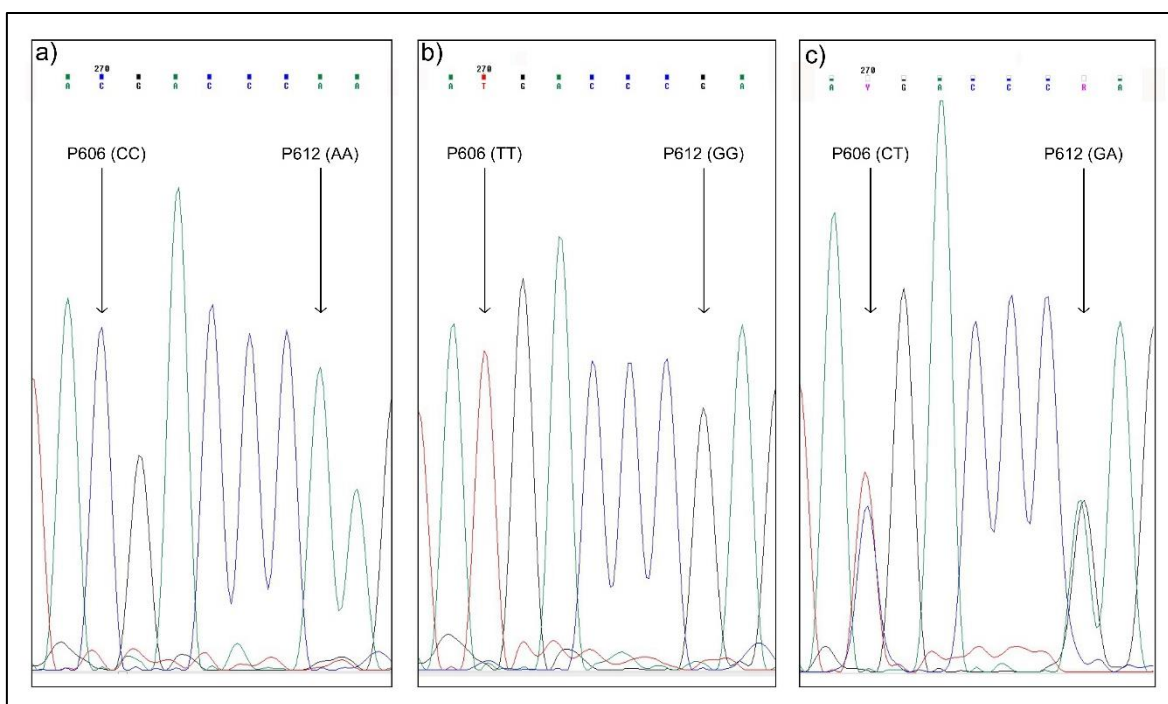 a)
270
A C G A C C C A A
P606 (CC)
P612 (AA)
b)
270
A T G A C C C G A
P606 (TT)
P612 (GG)
c)
270
A Y G A C C C R A
P606 (CT)
P612 (GA)